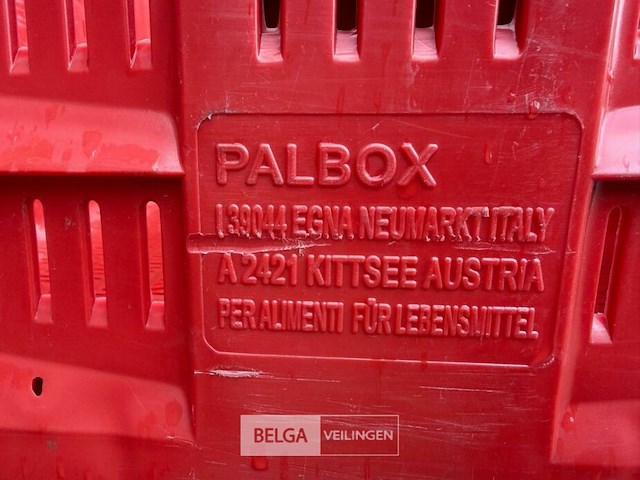 PALBOX
I 39044 EGNA NEUMARKT ITALY
A 2421 KITTSEE AUSTRIA
PER ALIMENTI FÜR LEBENSMITTEL
BELGA VEILINGEN